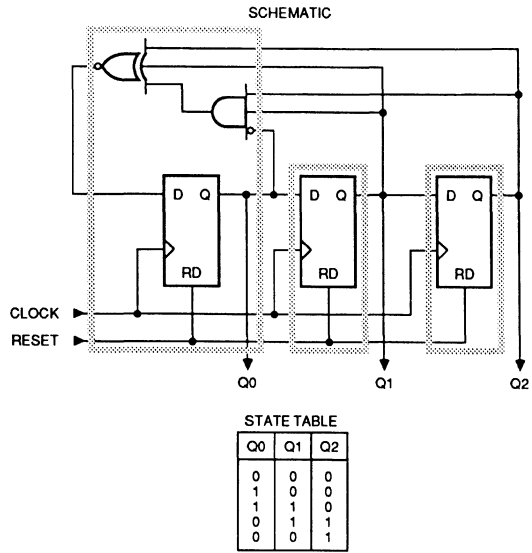 SCHEMATIC
D Q
RD
D Q
RD
D Q
RD
CLOCK
RESET
Q0 Q1 Q2
STATE TABLE
Q0 Q1 Q2
0 0 0
1 0 0
1 1 0
0 1 1
0 0 1